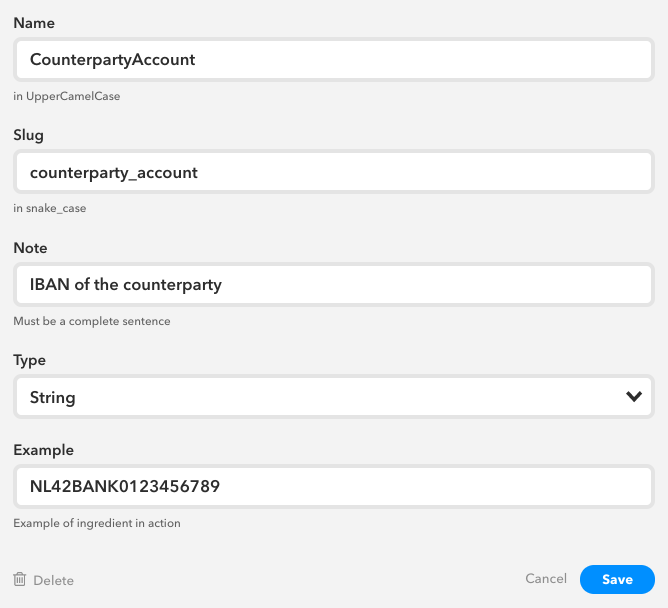 Name
CounterpartyAccount
in UpperCamelCase
Slug
counterparty_account
in snake_case
Note
IBAN of the counterparty
Must be a complete sentence
Type
String
Example
NL42BANK0123456789
Example of ingredient in action
Delete
Cancel
Save